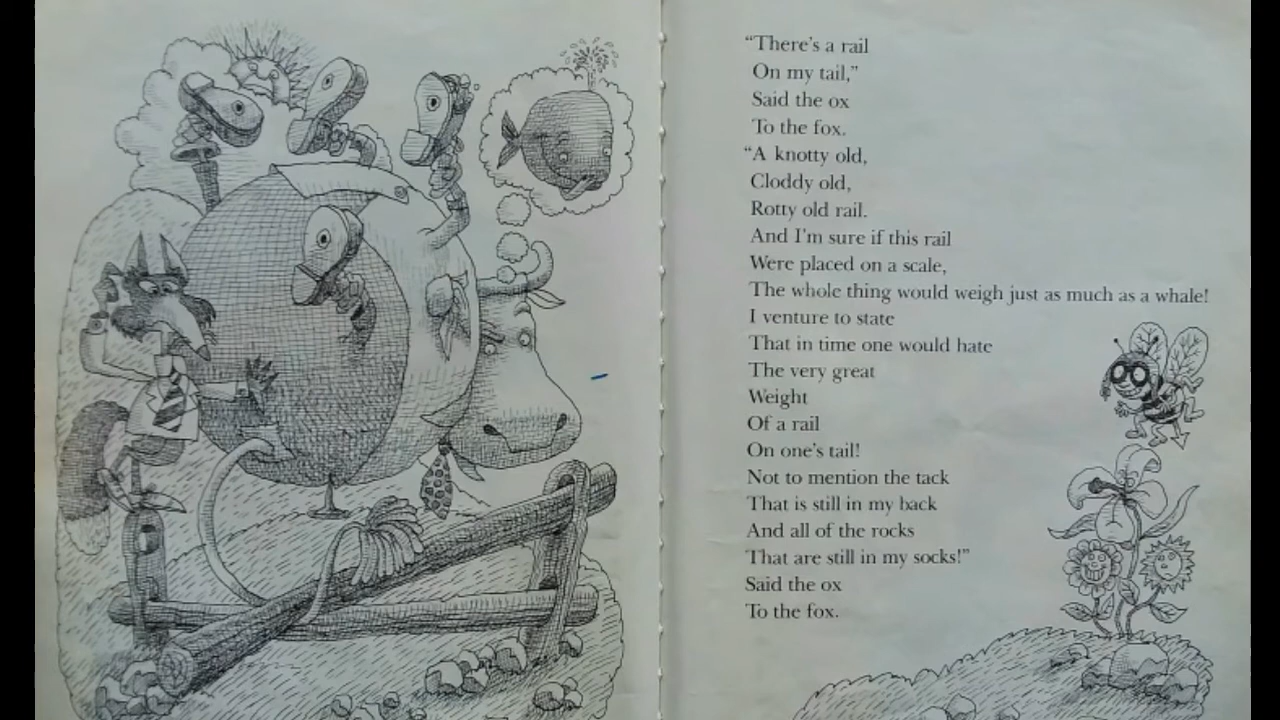 “There's a rail
On my tail,”
Said the ox
To the fox.
“A knotty old,
Cloddy old,
Rotty old rail.
And I'm sure if this rail
Were placed on a scale,
The whole thing would weigh just as much as a whale!
I venture to state
That in time one would hate
The very great
Weight
Of a rail
On one's tail!
Not to mention the tack
That is still in my back
And all of the rocks
That are still in my socks!”
Said the ox
To the fox.